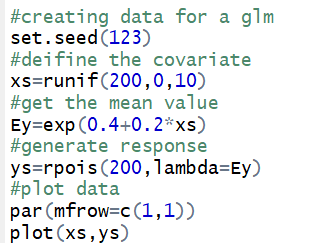 #creating data for a glm
set.seed(123)
#deifine the covariate
xs=runif(200,0,10)
#get the mean value
Ey=exp(0.4+0.2*xs)
#generate response
ys=rpois(200,lambda=Ey)
#plot data
par(mfrow=c(1,1))
plot(xs,ys)